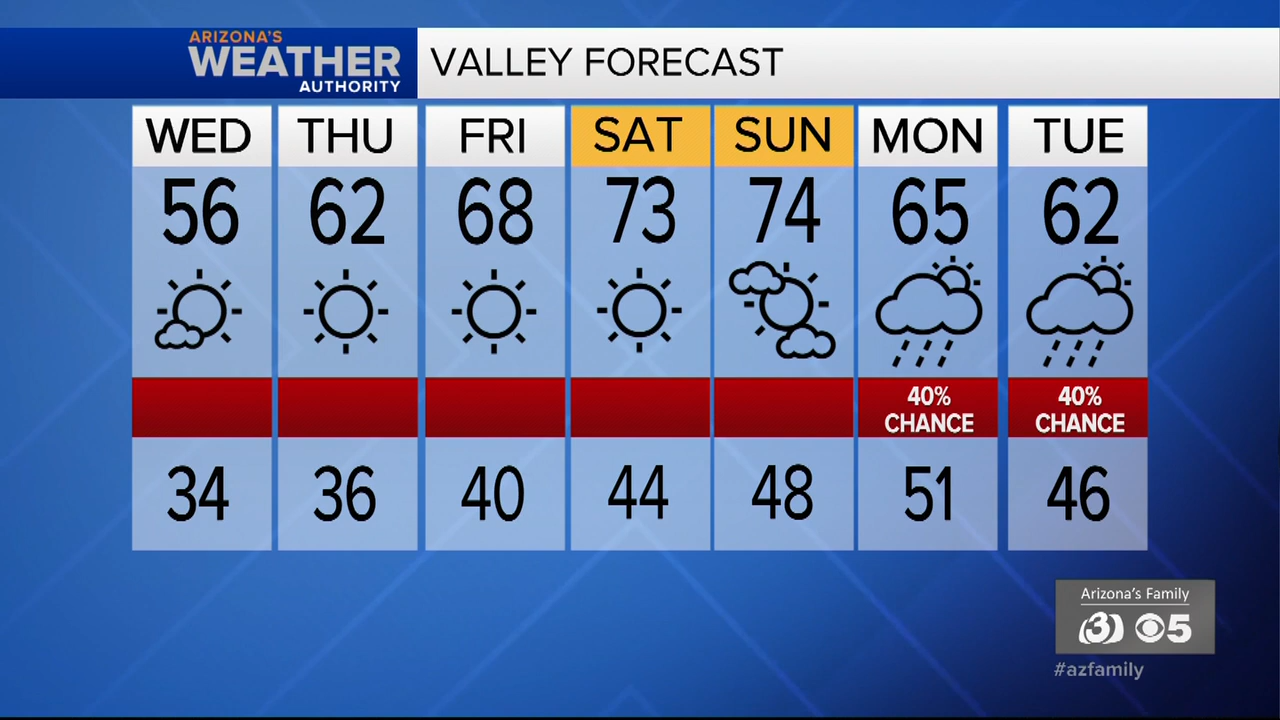 ARIZONA'S
WEATHER
AUTHORITY
VALLEY FORECAST
WED THU FRI SAT SUN MON TUE
56 62 68 73 74 65 62
40% CHANCE 40% CHANCE
34 36 40 44 48 51 46
Arizona's Family
3 5
#azfamily